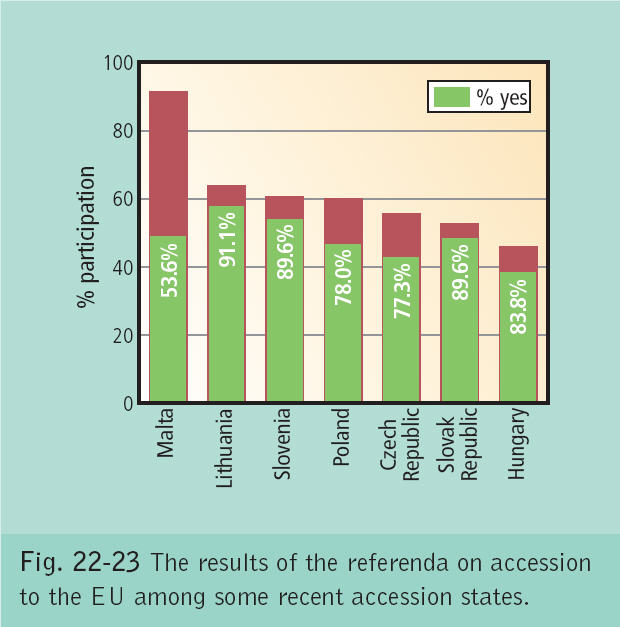 100
80
60
40
20
0
% participation
% yes
53.6%
91.1%
89.6%
78.0%
77.3%
89.6%
83.8%
Malta
Lithuania
Slovenia
Poland
Czech
Republic
Slovak
Republic
Hungary
Fig. 22-23 The results of the referenda on accession
to the EU among some recent accession states.